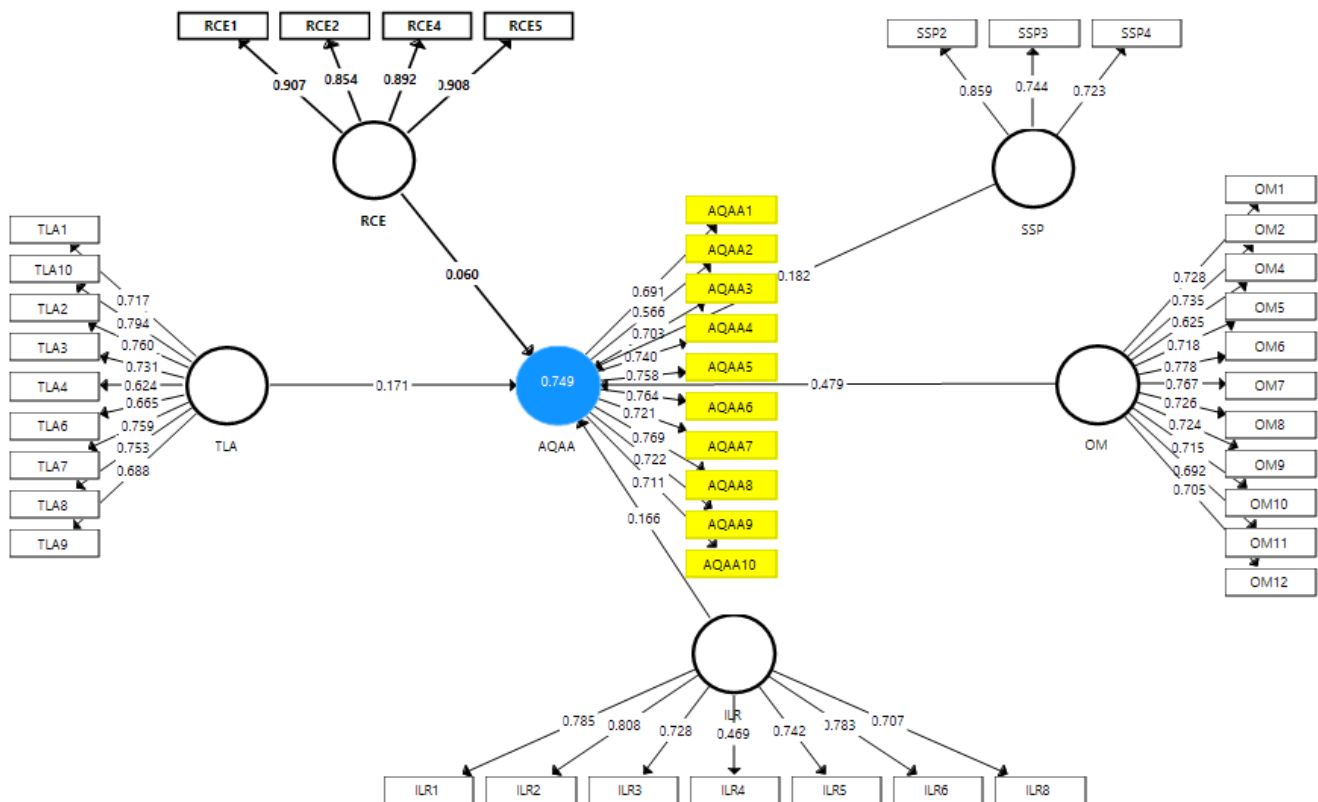 RCE1 RCE2 RCE4 RCE5
0.907 0.854 0.892 0.908
RCE
SSP2 SSP3 SSP4
0.859 0.744 0.723
SSP
TLA1
TLA10
TLA2
TLA3
TLA4
TLA6
TLA7
TLA8
TLA9
0.717
0.794
0.760
0.731
0.624
0.665
0.759
0.753
0.688
TLA
0.060
0.171
0.182
0.479
0.166
0.749
AQAA
0.691
0.566
0.703
0.740
0.758
0.764
0.721
0.769
0.722
0.711
AQAA1
AQAA2
AQAA3
AQAA4
AQAA5
AQAA6
AQAA7
AQAA8
AQAA9
AQAA10
OM
0.728
0.735
0.625
0.718
0.778
0.767
0.726
0.724
0.715
0.692
0.705
OM1
OM2
OM4
OM5
OM6
OM7
OM8
OM9
OM10
OM11
OM12
ILR
0.785 0.808 0.728 0.469 0.742 0.783 0.707
ILR1 ILR2 ILR3 ILR4 ILR5 ILR6 ILR8